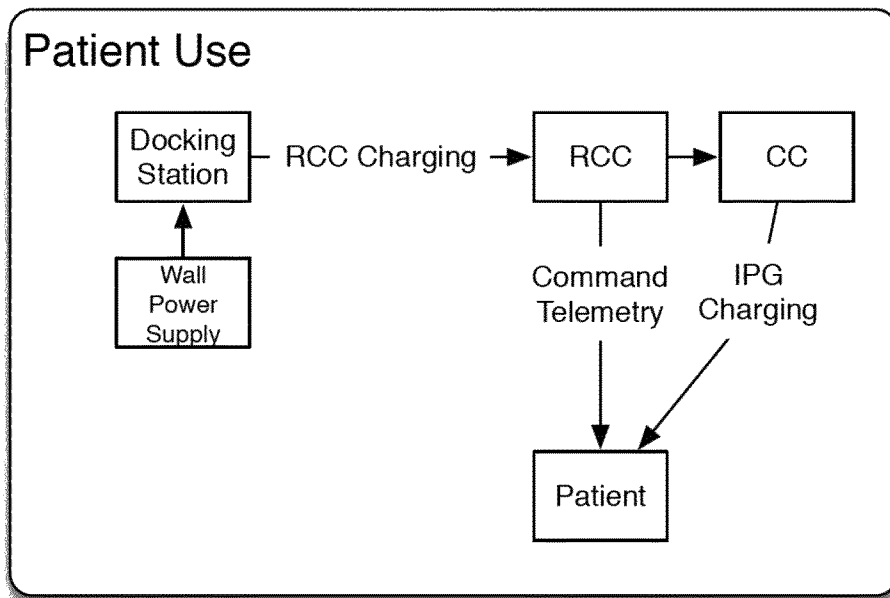 Patient Use
Docking
Station
RCC Charging
RCC
CC
Wall
Power
Supply
Command
Telemetry
IPG
Charging
Patient